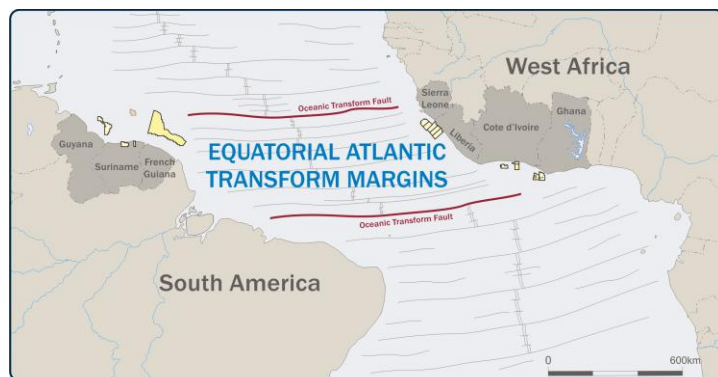 West Africa
Sierra
Leone
Ghana
Cote d'Ivoire
Liberia
Oceanic Transform Fault
Guyana
Suriname
French
Guiana
EQUATORIAL ATLANTIC
TRANSFORM MARGINS
Oceanic Transform Fault
South America
0
600km